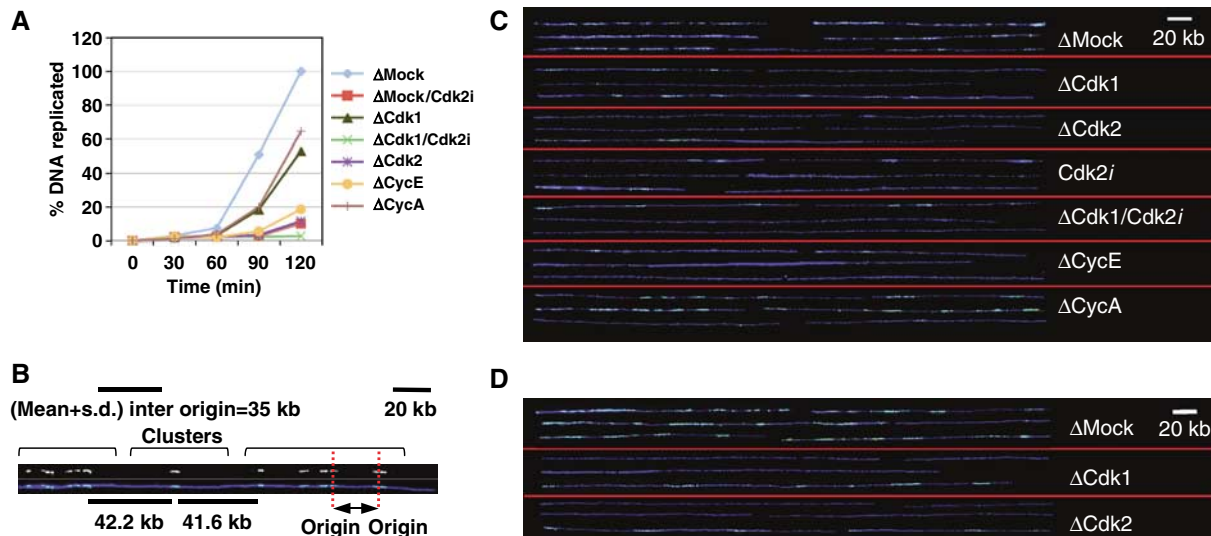 A
% DNA replicated
120
100
80
60
40
20
0
0 30 60 90 120
Time (min)
ΔMock
ΔMock/Cdk2i
ΔCdk1
ΔCdk1/Cdk2i
ΔCdk2
ΔCycE
ΔCycA
B
(Mean+s.d.) inter origin=35 kb
20 kb
Clusters
42.2 kb
41.6 kb
Origin Origin
C
20 kb
ΔMock
ΔCdk1
ΔCdk2
Cdk2i
ΔCdk1/Cdk2i
ΔCycE
ΔCycA
D
20 kb
ΔMock
ΔCdk1
ΔCdk2